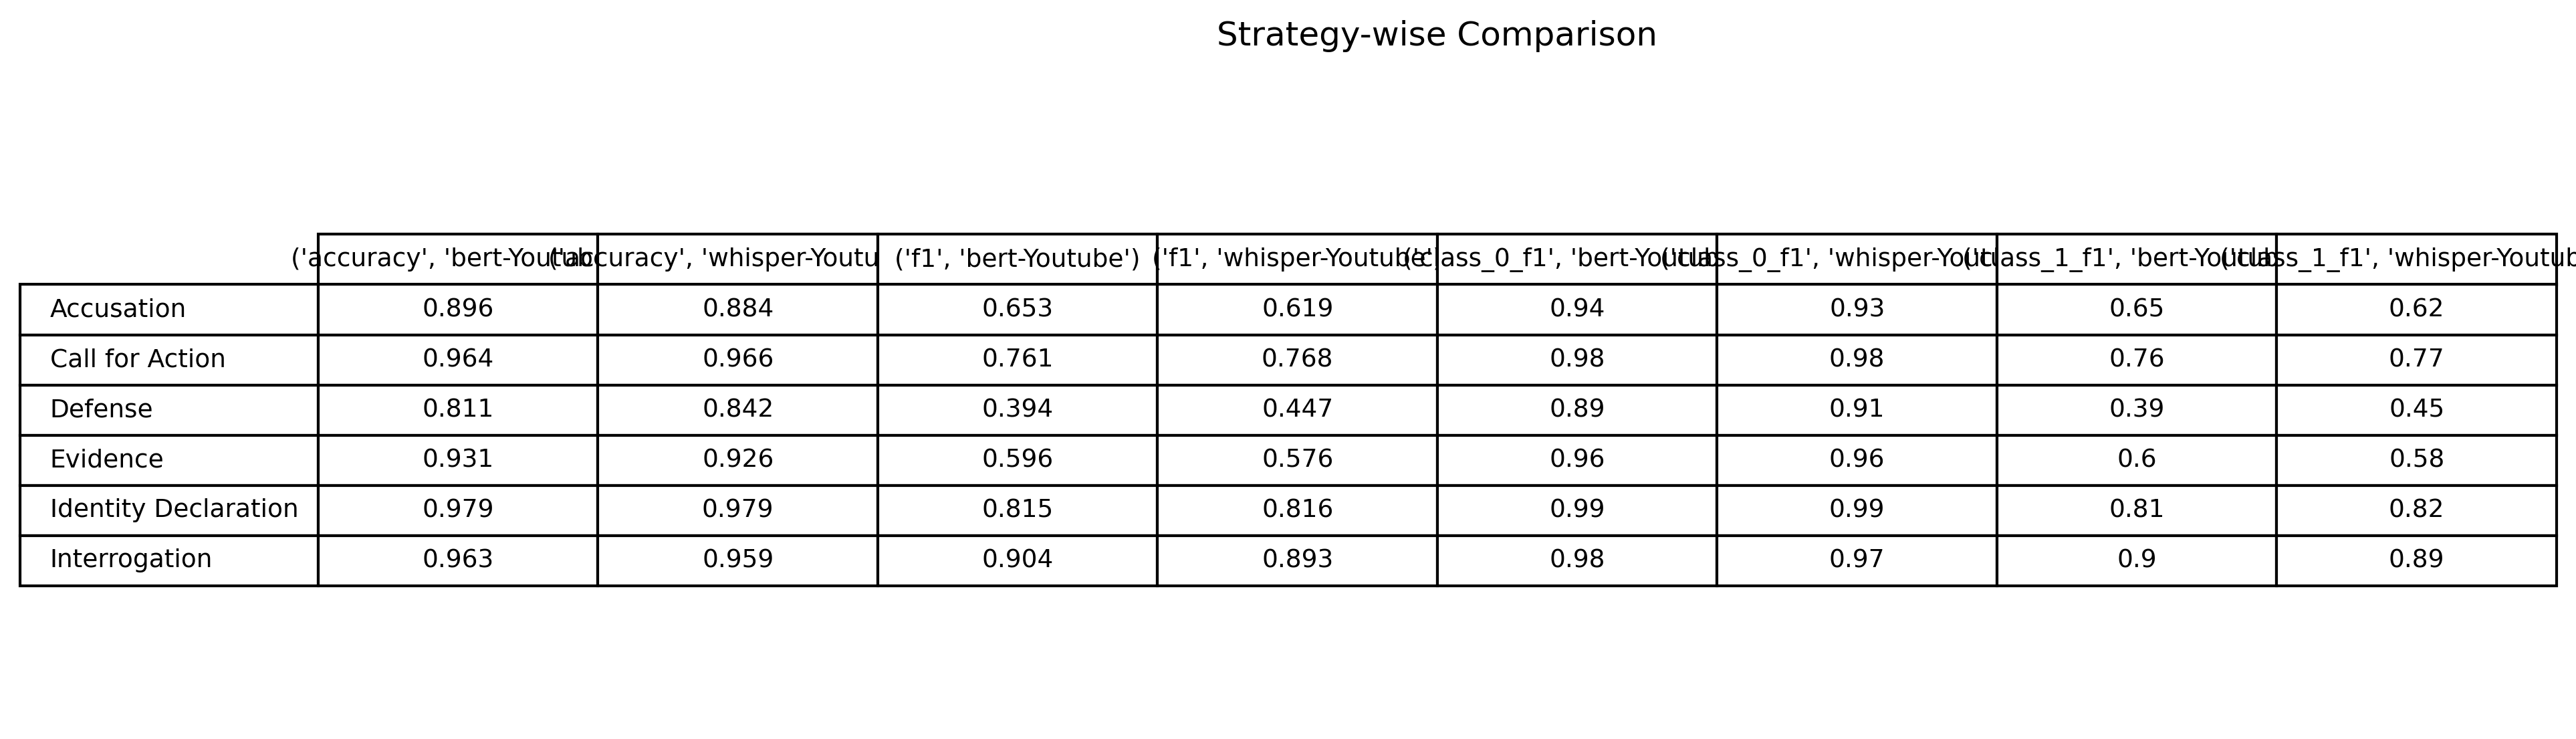 Strategy-wise Comparison
('accuracy', 'bert-Youtube') ('accuracy', 'whisper-Youtube') ('f1', 'bert-Youtube') ('f1', 'whisper-Youtube') ('class_0_f1', 'bert-Youtube') ('class_0_f1', 'whisper-Youtube') ('class_1_f1', 'bert-Youtube') ('class_1_f1', 'whisper-Youtube')
Accusation 0.896 0.884 0.653 0.619 0.94 0.93 0.65 0.62
Call for Action 0.964 0.966 0.761 0.768 0.98 0.98 0.76 0.77
Defense 0.811 0.842 0.394 0.447 0.89 0.91 0.39 0.45
Evidence 0.931 0.926 0.596 0.576 0.96 0.96 0.6 0.58
Identity Declaration 0.979 0.979 0.815 0.816 0.99 0.99 0.81 0.82
Interrogation 0.963 0.959 0.904 0.893 0.98 0.97 0.9 0.89